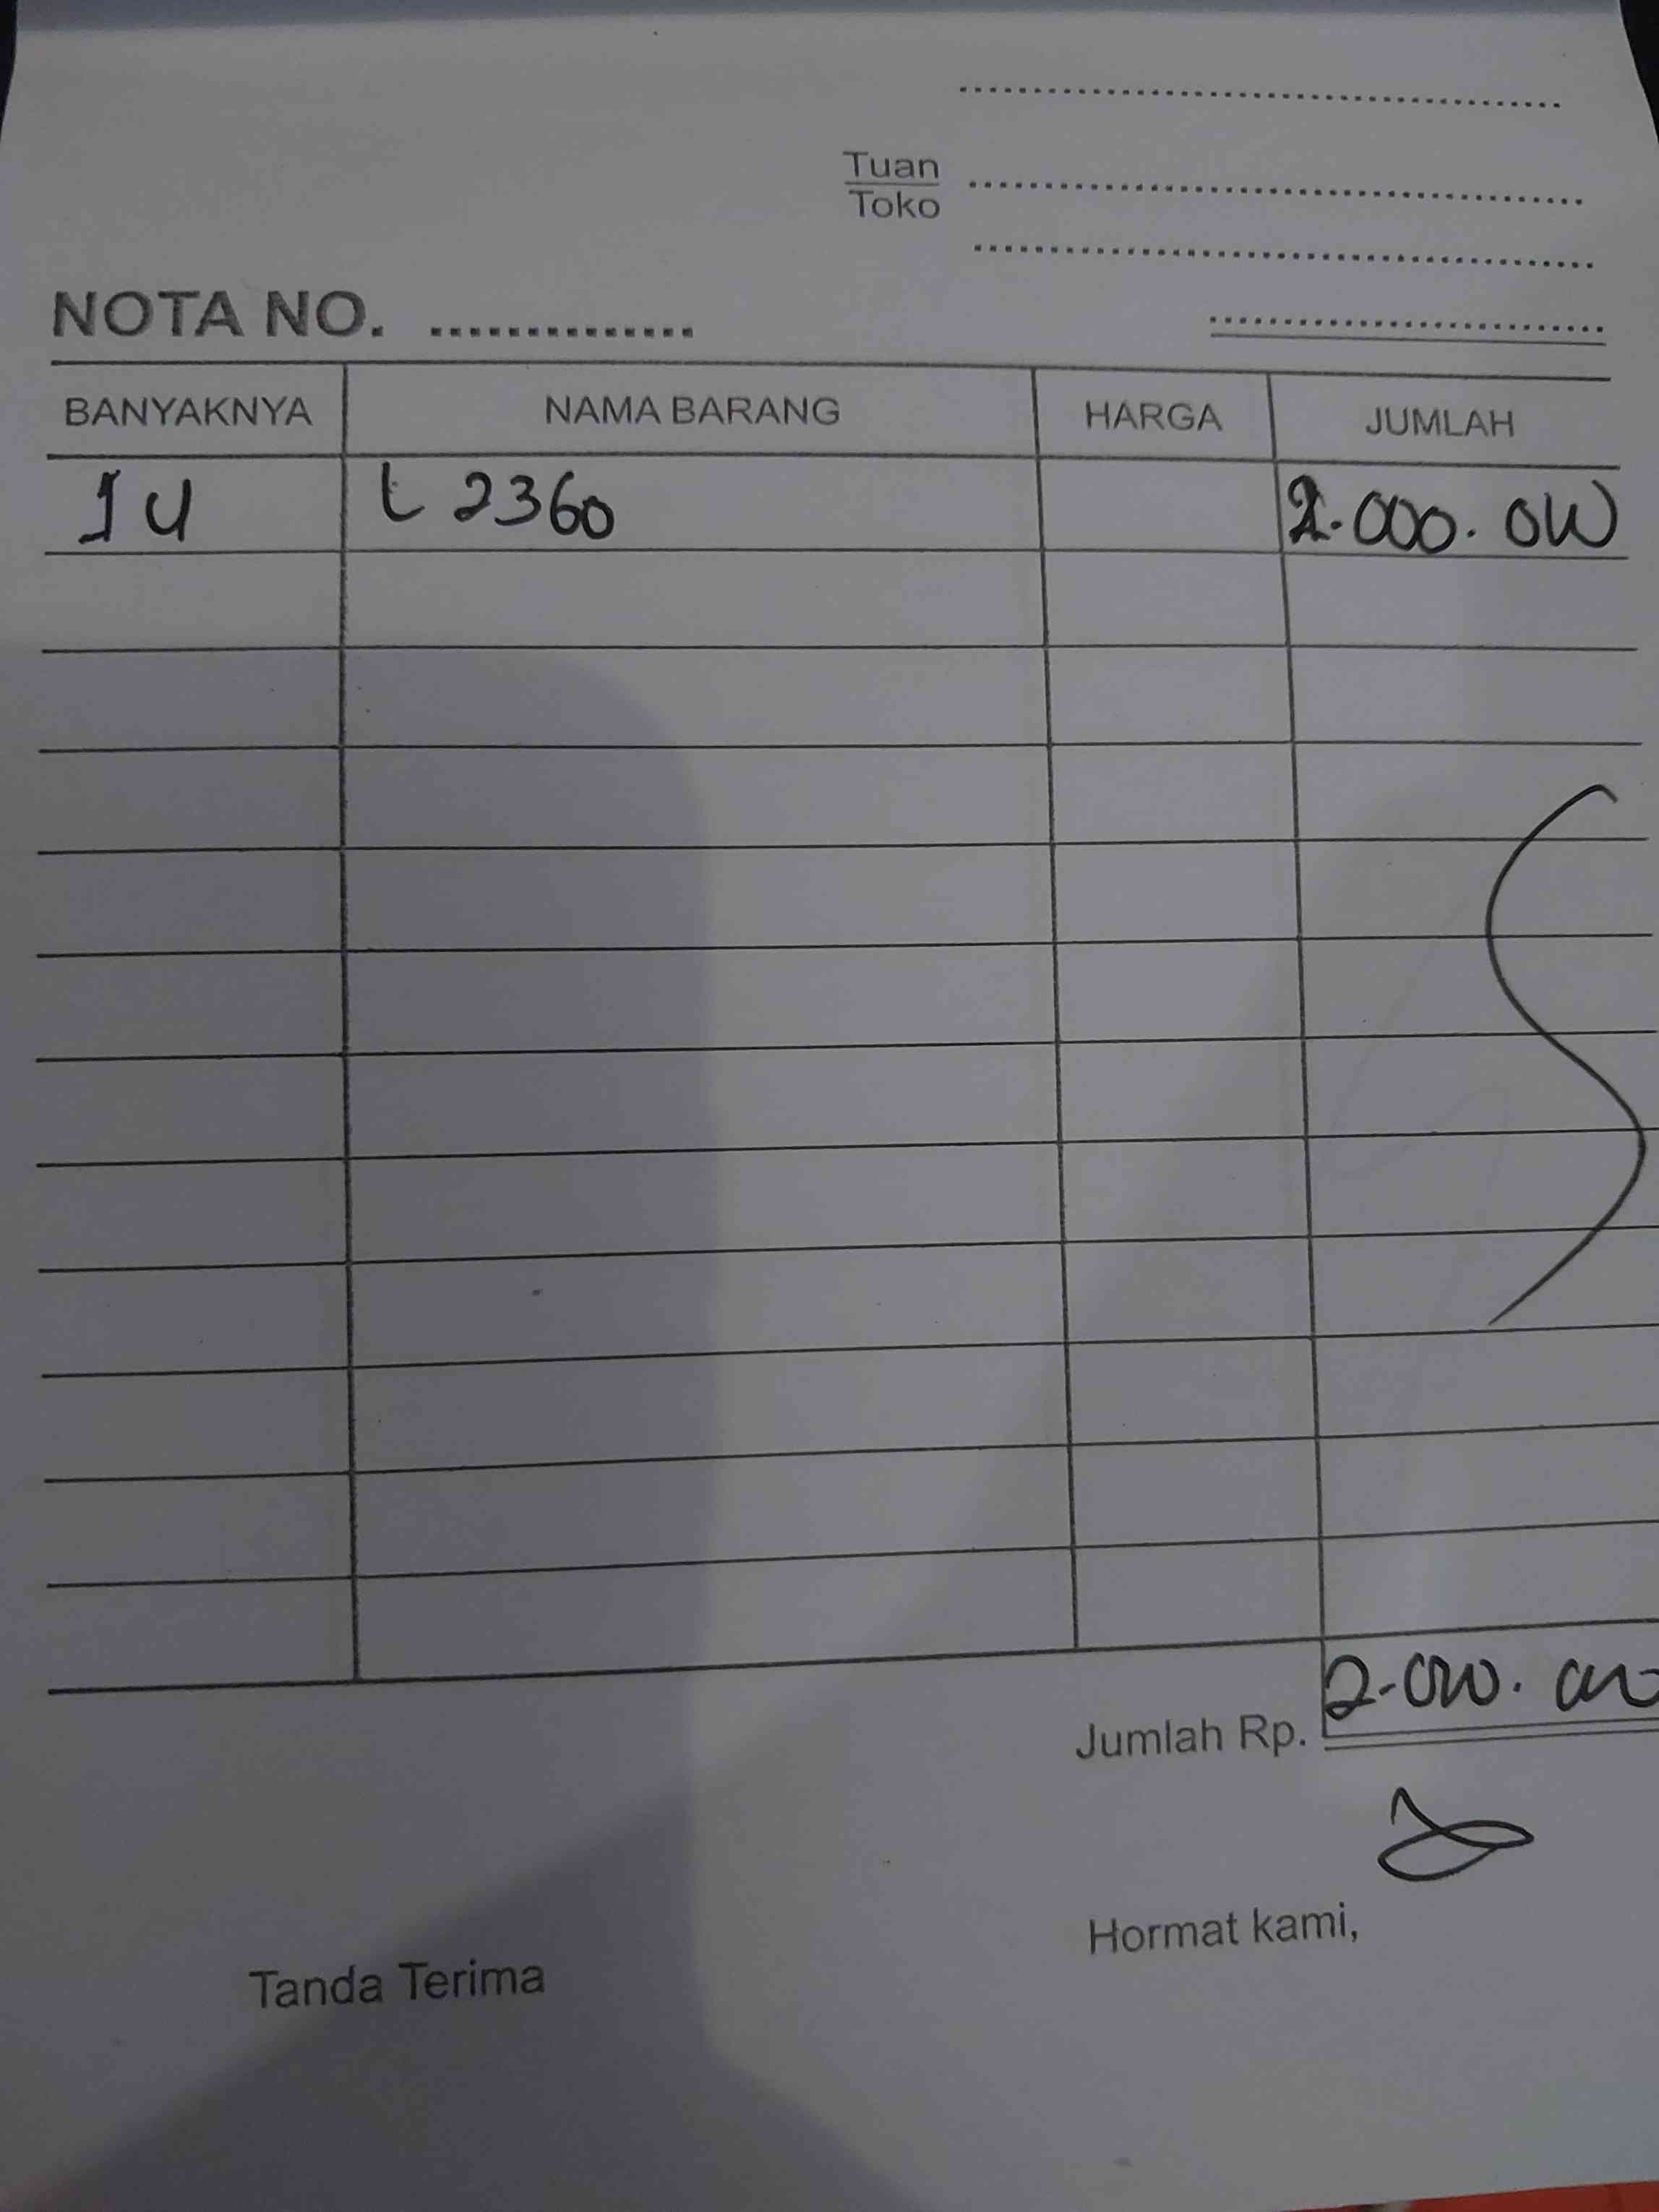 Tuan
Toko
NOTA NO. ..............
BANYAKNYA NAMA BARANG HARGA JUMLAH
1 U L 2360 2.000.000
Jumlah Rp. 2.000.000
Hormat kami,
Tanda Terima